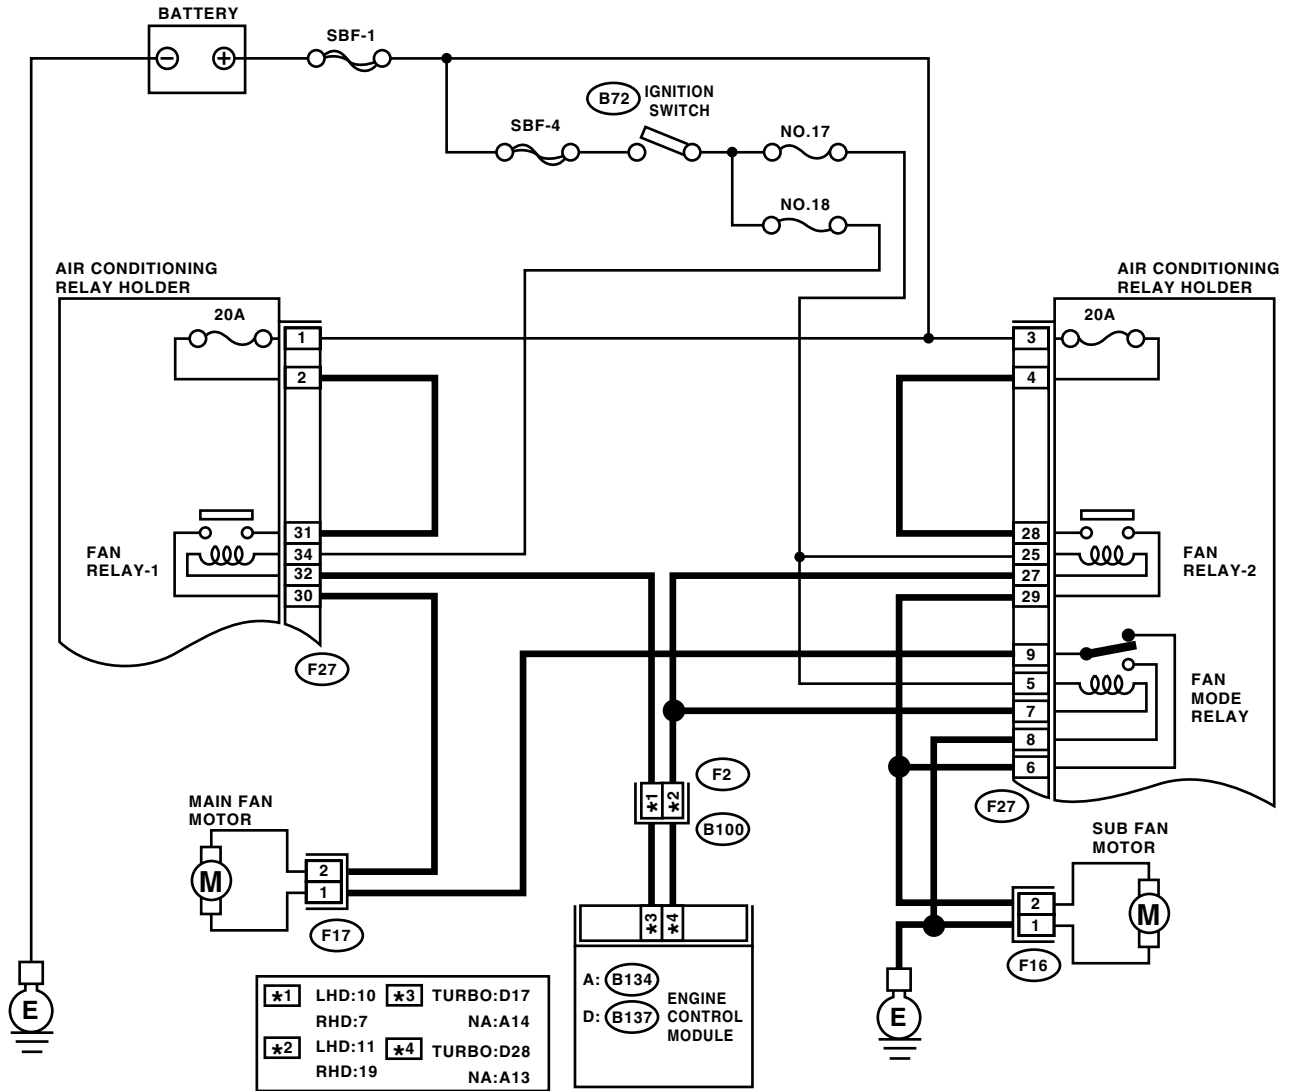 BATTERY
SBF-1
B72
IGNITION
SWITCH
SBF-4
NO.17
NO.18
AIR CONDITIONING
RELAY HOLDER
20A
1
2
31
34
32
30
FAN
RELAY-1
F27
AIR CONDITIONING
RELAY HOLDER
20A
3
4
28
25
27
29
9
5
7
8
6
FAN
RELAY-2
FAN
MODE
RELAY
F27
F2
*1
*2
B100
MAIN FAN
MOTOR
M
2
1
F17
SUB FAN
MOTOR
M
2
1
F16
*3
*4
A: B134
D: B137
ENGINE
CONTROL
MODULE
E
E
*1 LHD:10
RHD:7
*2 LHD:11
RHD:19
*3 TURBO:D17
NA:A14
*4 TURBO:D28
NA:A13